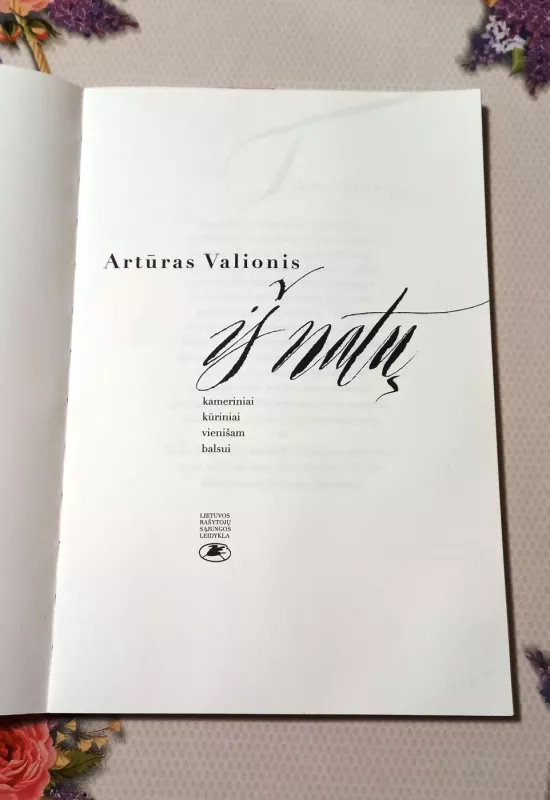 Artūras Valionis
iš natų
kameriniai
kūriniai
vienišam
balsui
LIETUVOS
RAŠYTOJŲ
SĄJUNGOS
LEIDYKLA